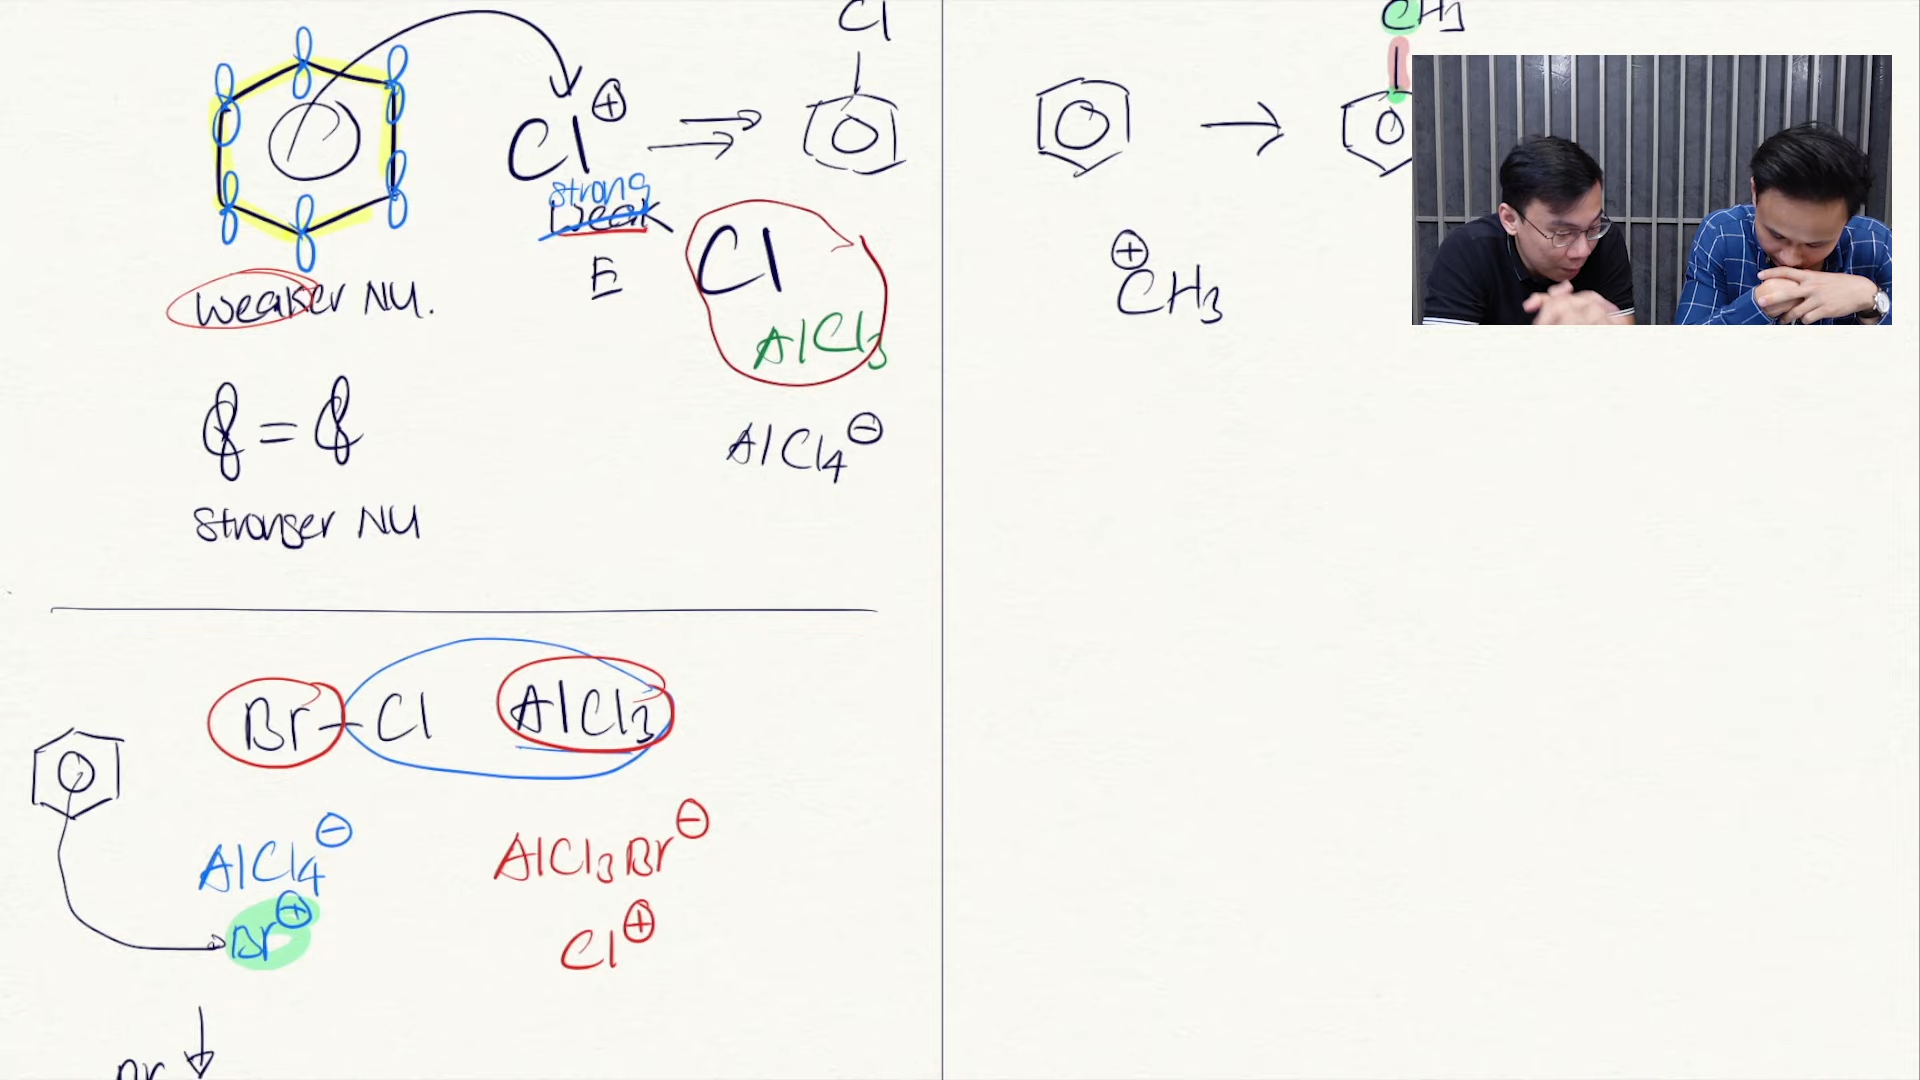 Cl
Cl⊕
strong
weak
E
Cl
AlCl3
AlCl4⊖
weaker Nu.
=
Stronger Nu
Br-Cl AlCl3
AlCl4⊖
Br⊕
AlCl3Br⊖
Cl⊕
Br
CH3
⊕CH3